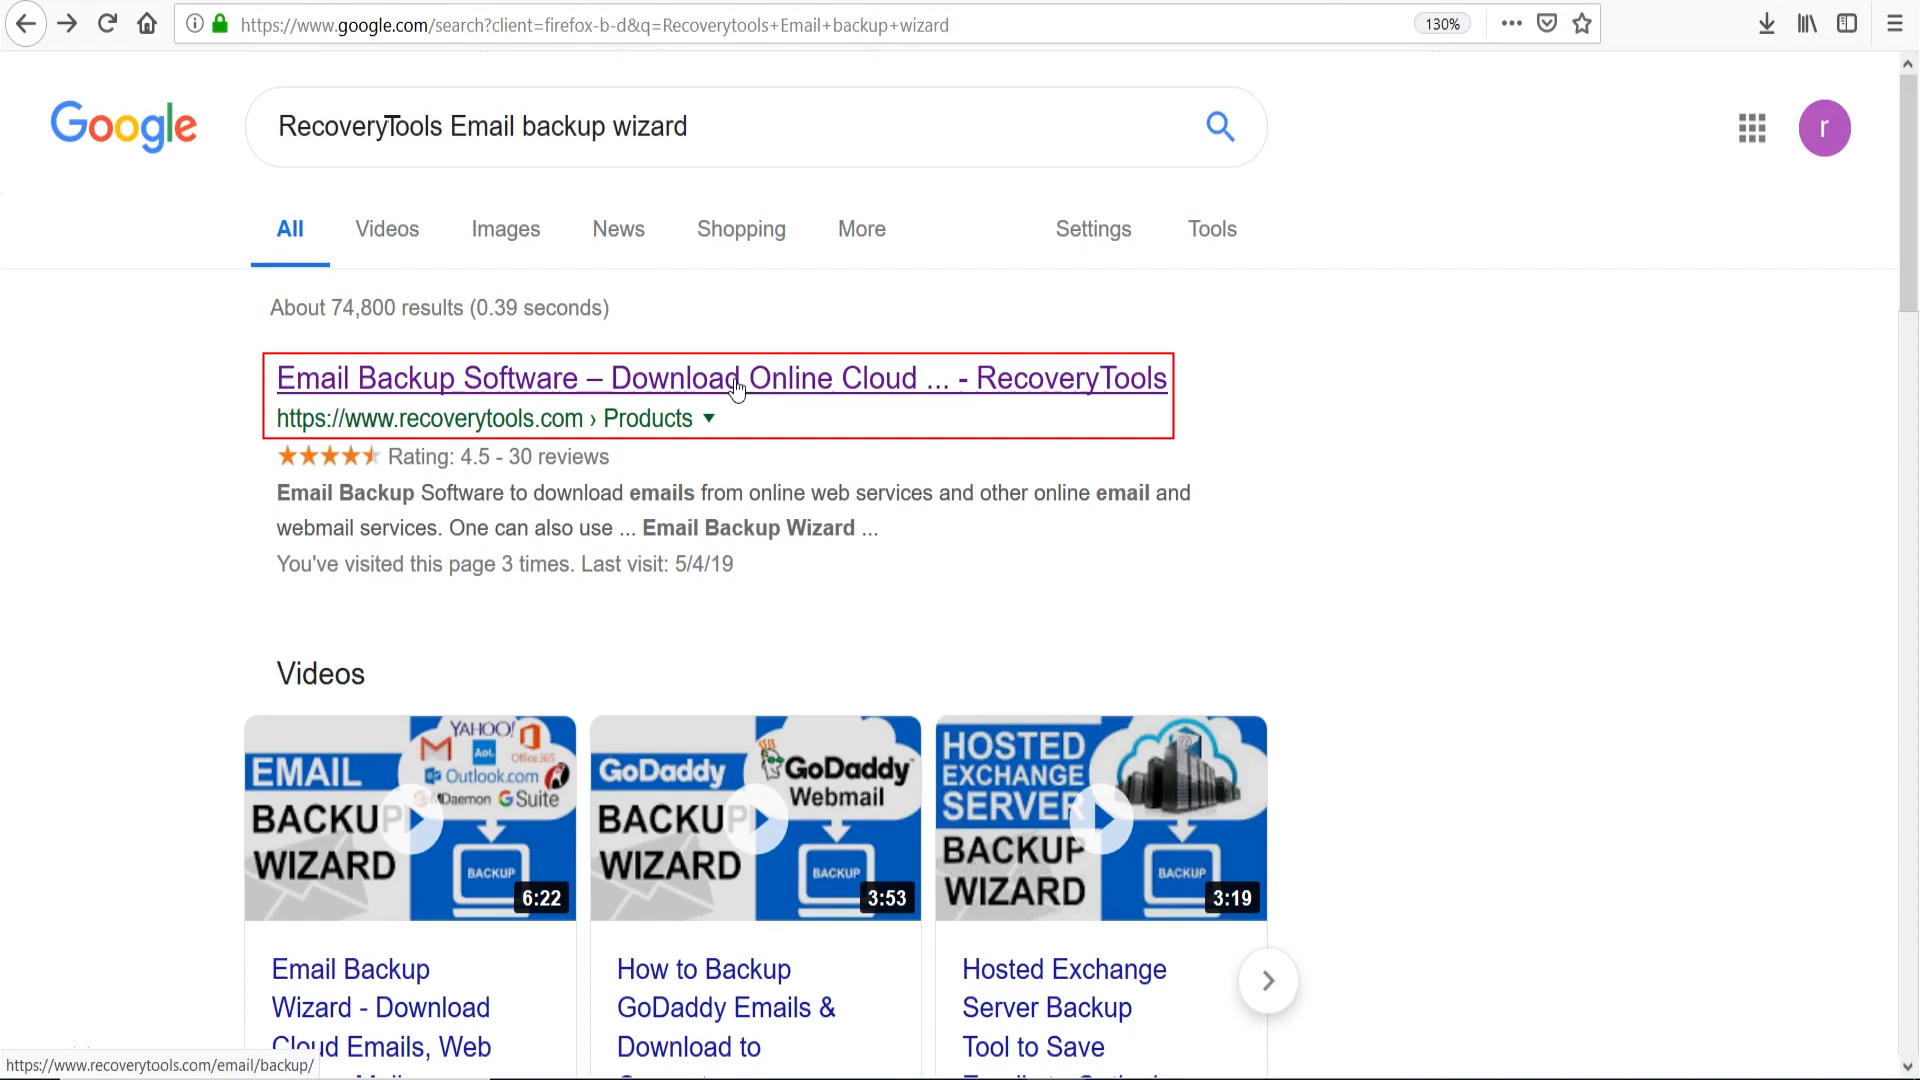 https://www.google.com/search?client=firefox-b-d&q=Recoverytools+Email+backup+wizard
130%
Google
RecoveryTools Email backup wizard
r
All Videos Images News Shopping More Settings Tools
About 74,800 results (0.39 seconds)
Email Backup Software – Download Online Cloud ... - RecoveryTools
https://www.recoverytools.com › Products
Rating: 4.5 - 30 reviews
Email Backup Software to download emails from online web services and other online email and
webmail services. One can also use ... Email Backup Wizard ...
You've visited this page 3 times. Last visit: 5/4/19
Videos
EMAIL
BACKUP
WIZARD
YAHOO!
Aol.
Office 365
Outlook.com
MDaemon
G Suite
BACKUP
6:22
GoDaddy
BACKUP
WIZARD
GoDaddy
Webmail
BACKUP
3:53
HOSTED
EXCHANGE
SERVER
BACKUP
WIZARD
BACKUP
3:19
Email Backup
Wizard - Download
Cloud Emails, Web
How to Backup
GoDaddy Emails &
Download to
Hosted Exchange
Server Backup
Tool to Save
https://www.recoverytools.com/email/backup/